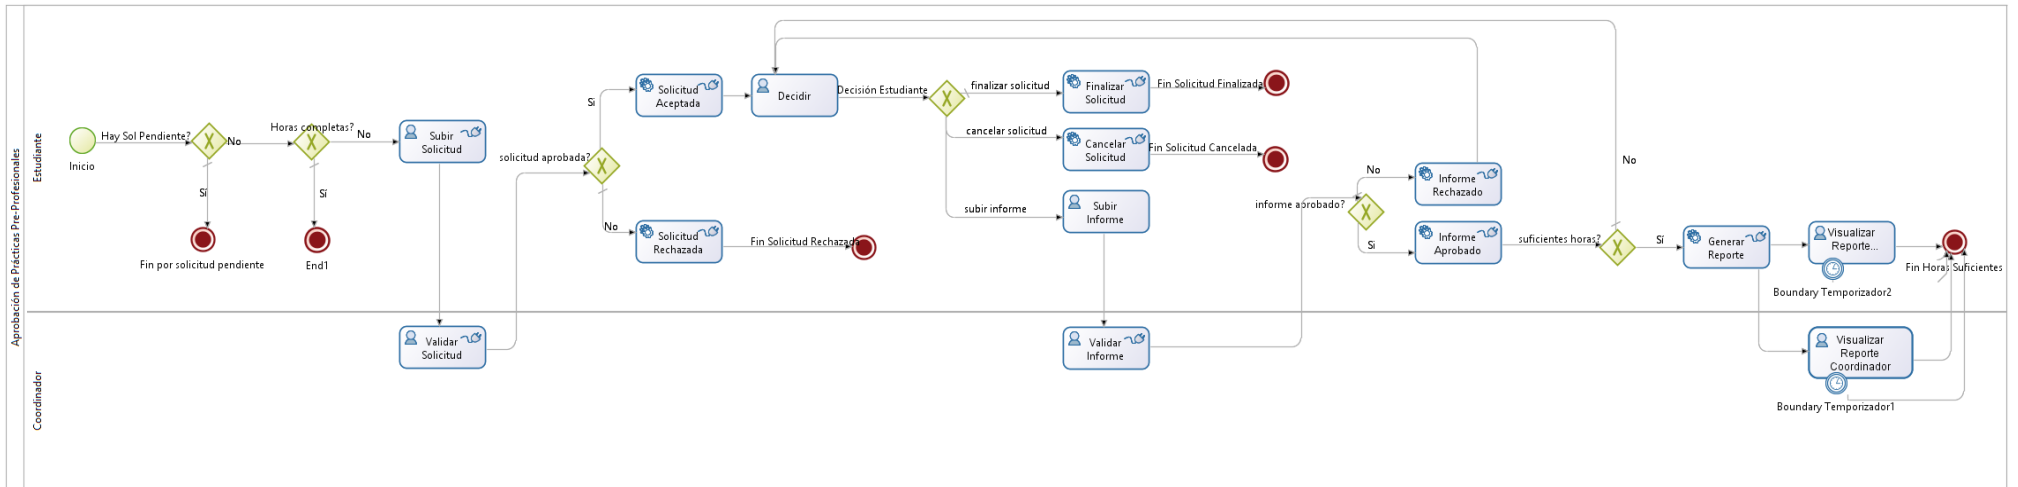 Aprobación de Prácticas Pre-Profesionales
Estudiante
Inicio
Hay Sol Pendiente?
No
Sí
Fin por solicitud pendiente
Horas completas?
No
Sí
End1
Subir
Solicitud
solicitud aprobada?
Si
No
Solicitud
Aceptada
Solicitud
Rechazada
Fin Solicitud Rechazada
Decidir
Decisión Estudiante
finalizar solicitud
cancelar solicitud
subir informe
Finalizar
Solicitud
Fin Solicitud Finalizada
Cancelar
Solicitud
Fin Solicitud Cancelada
Subir
Informe
informe aprobado?
No
Si
Informe
Rechazado
Informe
Aprobado
suficientes horas?
No
Sí
Generar
Reporte
Visualizar
Reporte...
Boundary Temporizador2
Fin Horas Suficientes
Coordinador
Validar
Solicitud
Validar
Informe
Visualizar
Reporte
Coordinador
Boundary Temporizador1